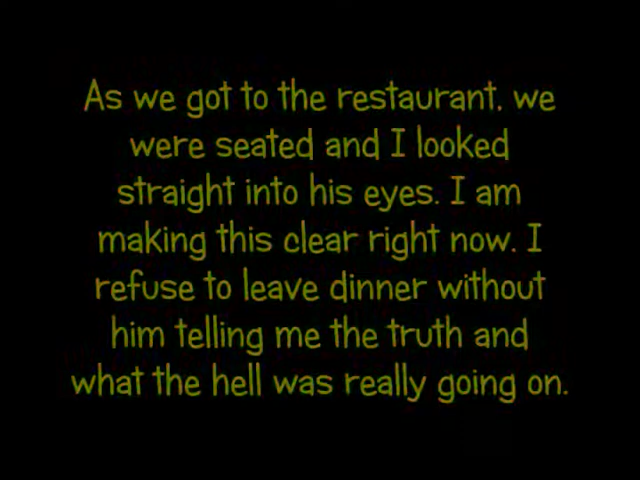 As we got to the restaurant, we
were seated and I looked
straight into his eyes. I am
making this clear right now. I
refuse to leave dinner without
him telling me the truth and
what the hell was really going on.